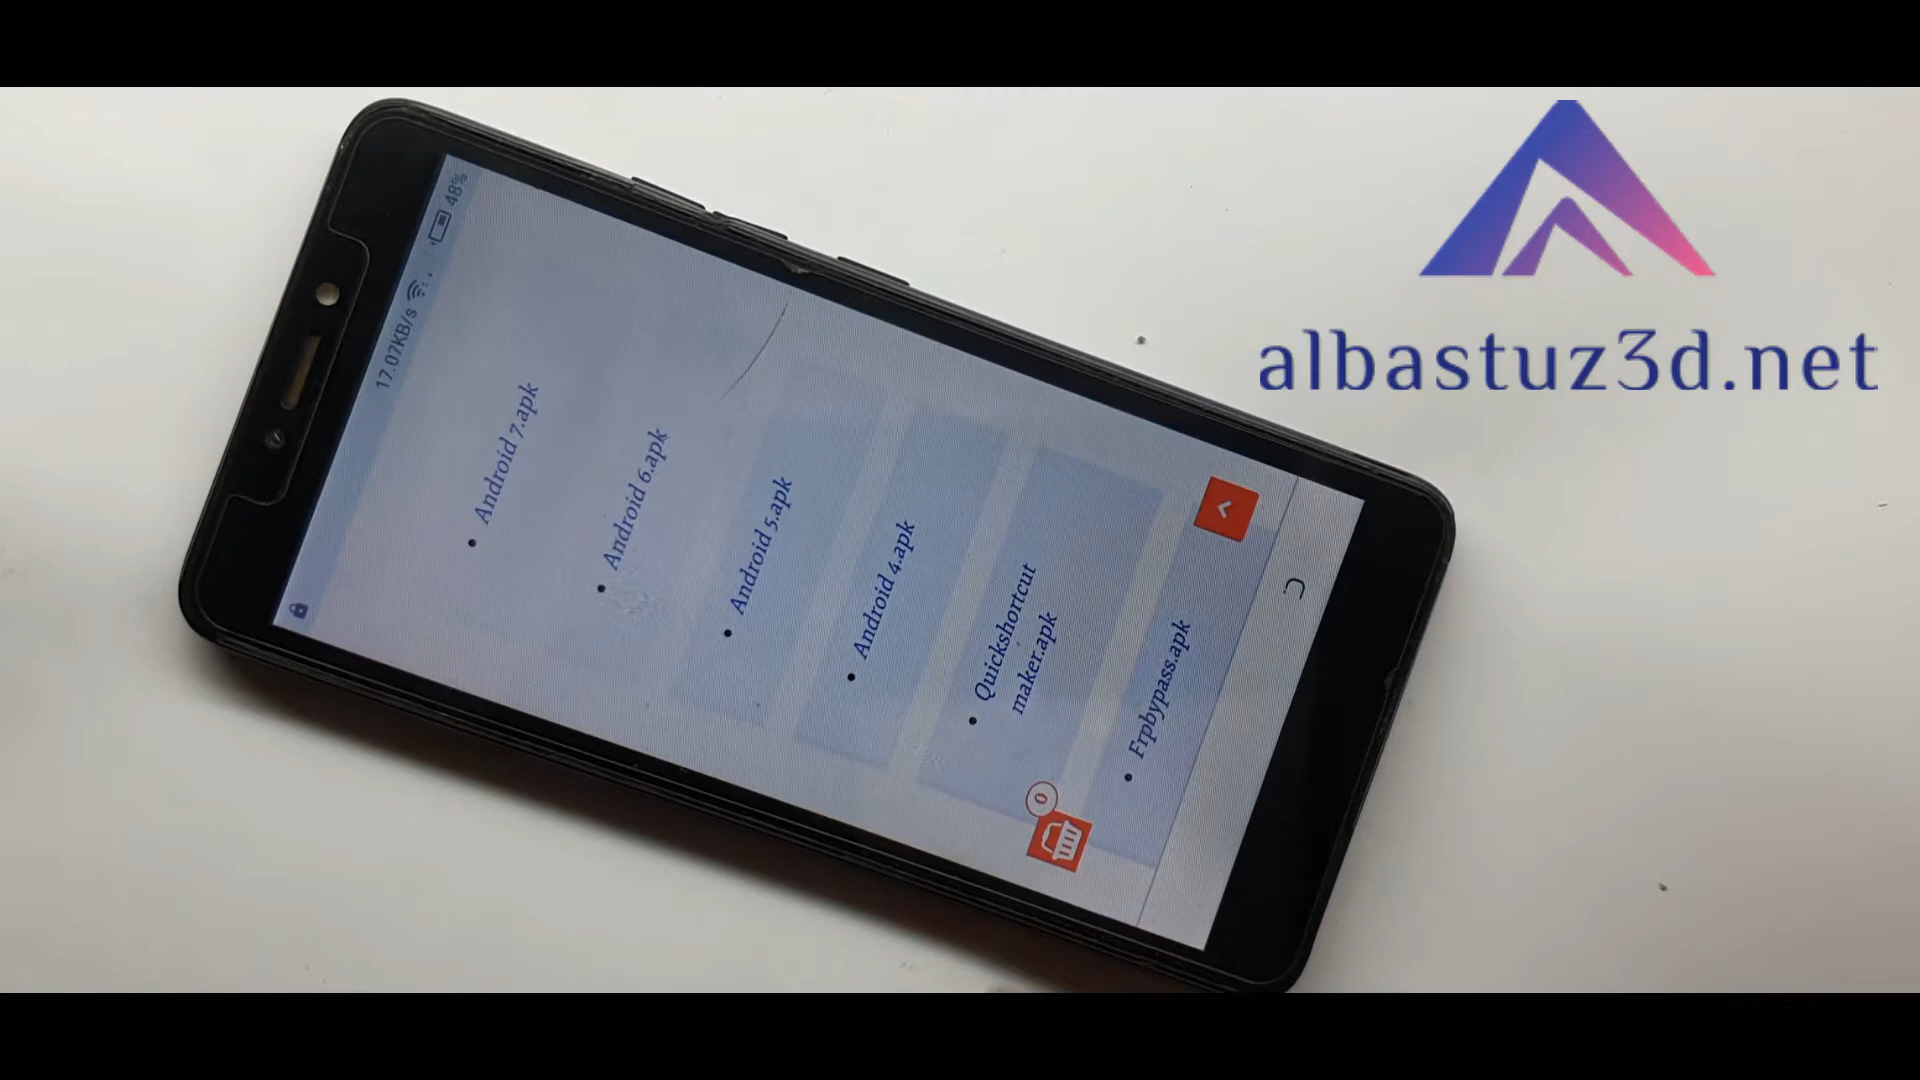 17.07KB/s
48%
Android 7.apk
Android 6.apk
Android 5.apk
Android 4.apk
Quickshortcut
maker.apk
Frpbypass.apk
0
albastuz3d.net